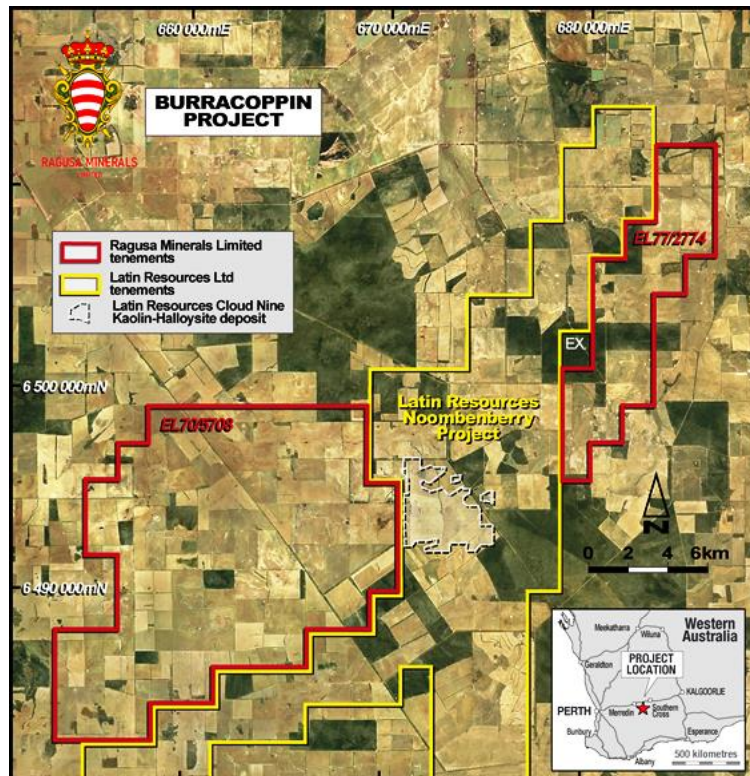 660 000mE
670 000mE
680 000mE
BURRACOPPIN
PROJECT
RAGUSA MINERALS
LIMITED
Ragusa Minerals Limited
tenements
Latin Resources Ltd
tenements
Latin Resources Cloud Nine
Kaolin-Halloysite deposit
EL77/2774
EX.
6 500 000mN
Latin Resources
Noombenberry
Project
EL70/5706
N
0 2 4 6km
6 490 000mN
Western
Australia
Meekatharra
Wiluna
PROJECT
LOCATION
Geraldton
KALGOORLIE
PERTH
Merredin
Southern
Cross
Bunbury
Esperance
Albany
500 kilometres